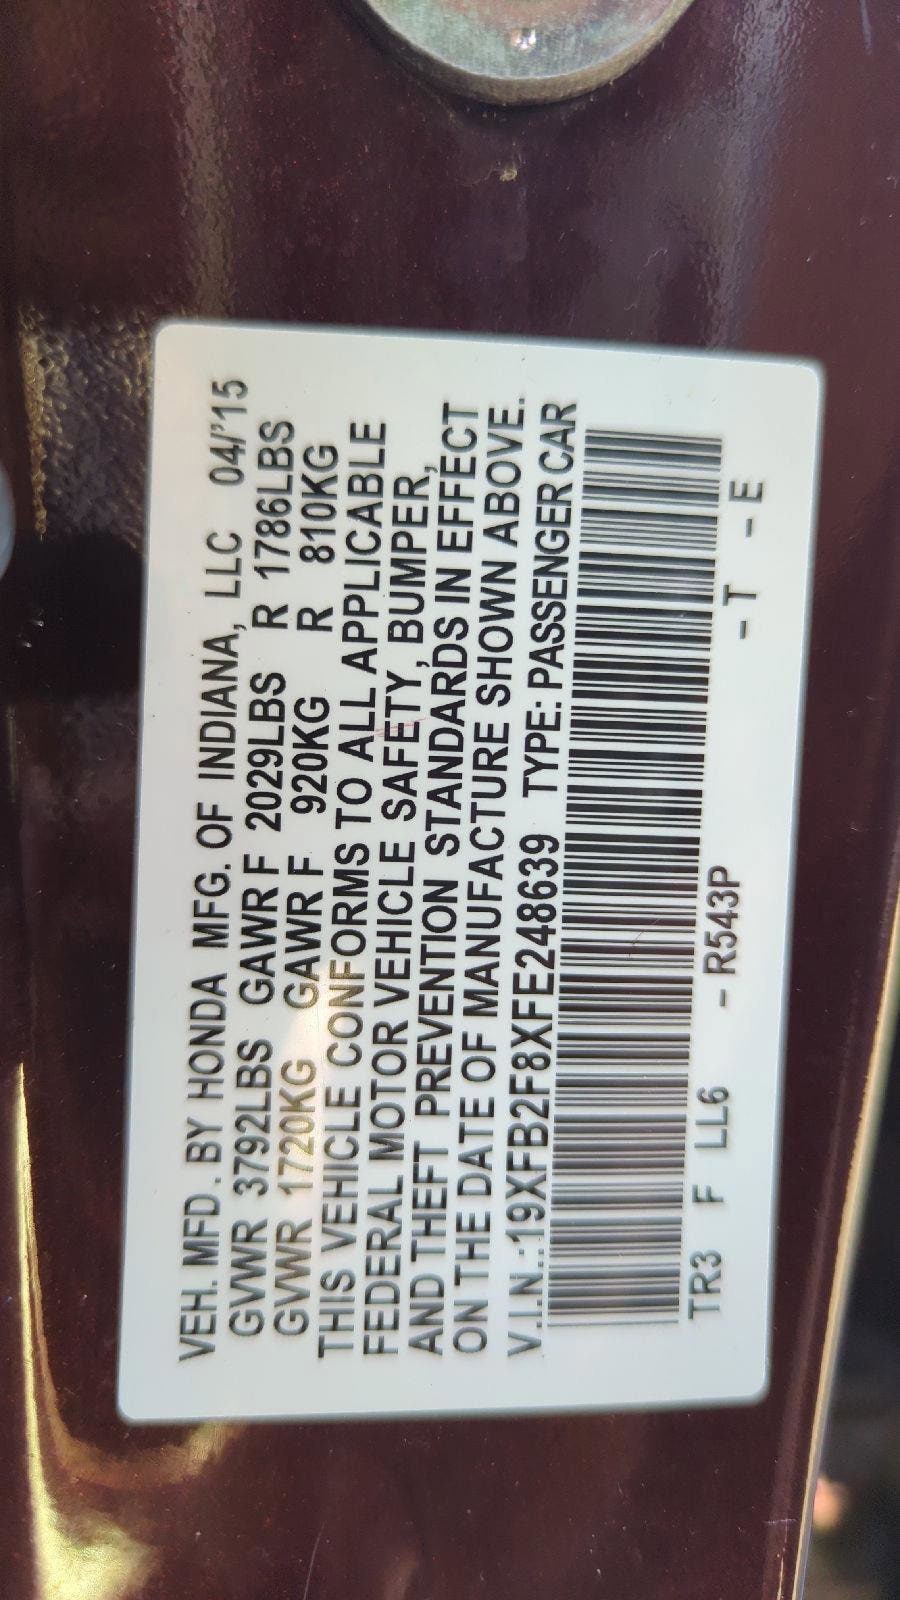 VEH. MFD. BY HONDA MFG. OF INDIANA, LLC 04/'15
GVWR 3792LBS GAWR F 2029LBS R 1786LBS
GVWR 1720KG GAWR F 920KG R 810KG
THIS VEHICLE CONFORMS TO ALL APPLICABLE
FEDERAL MOTOR VEHICLE SAFETY, BUMPER,
AND THEFT PREVENTION STANDARDS IN EFFECT
ON THE DATE OF MANUFACTURE SHOWN ABOVE.
V.I.N.:19XFB2F8XFE248639 TYPE: PASSENGER CAR
TR3 F LL6 - R543P - T - E